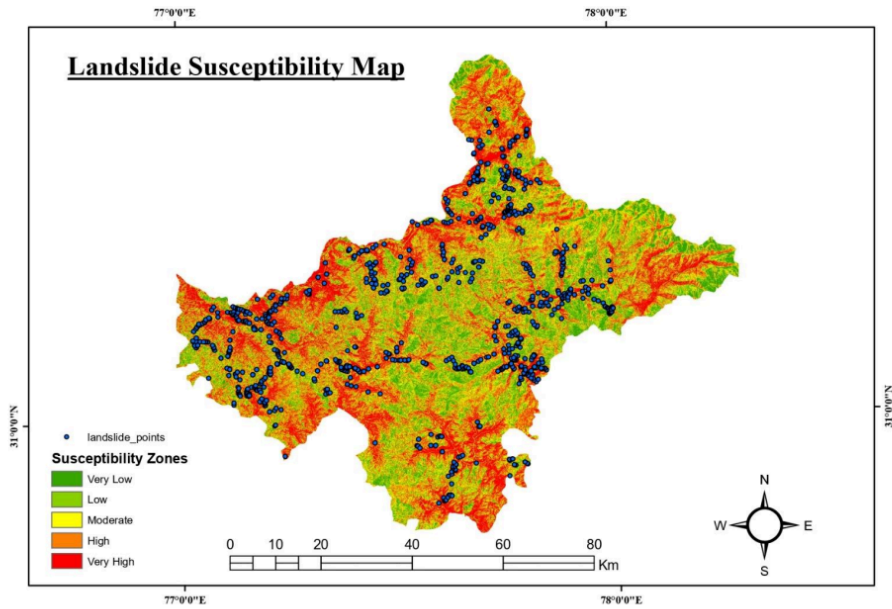 77°0'0"E
78°0'0"E
Landslide Susceptibility Map
31°0'0"N
31°0'0"N
landslide_points
Susceptibility Zones
Very Low
Low
Moderate
High
Very High
0 10 20 40 60 80
Km
N
W E
S
77°0'0"E
78°0'0"E